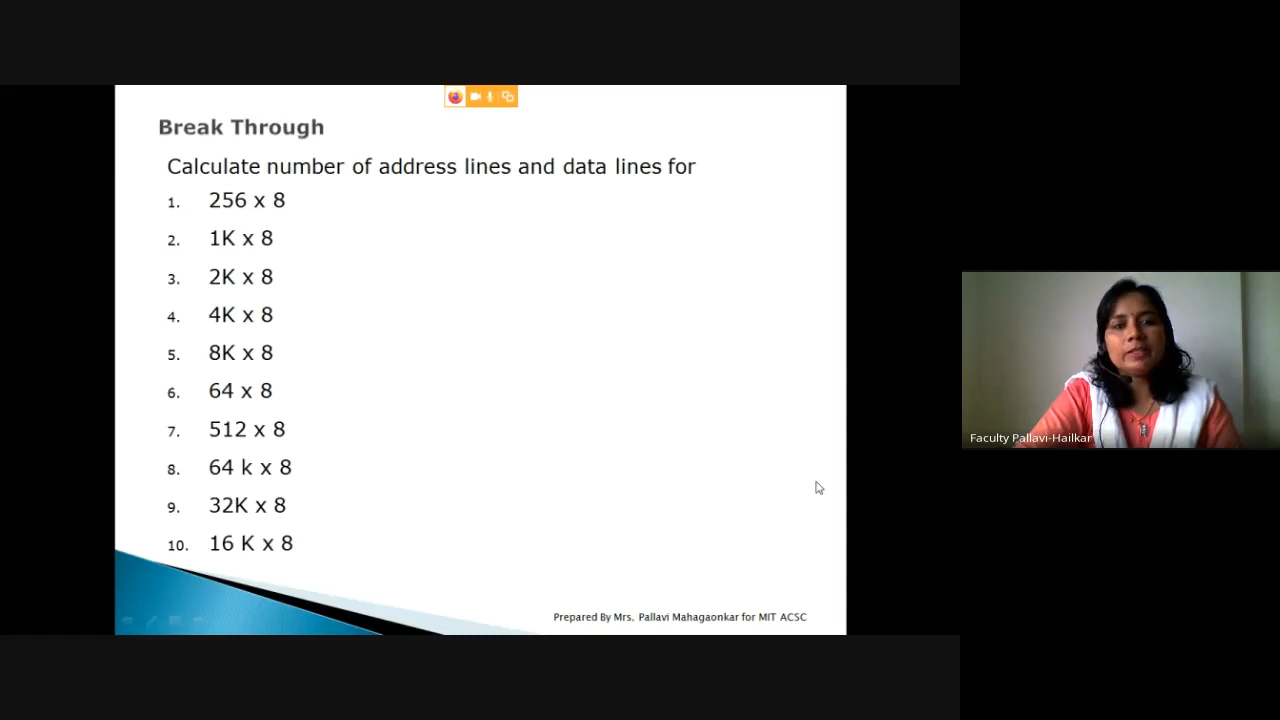 Break Through
Calculate number of address lines and data lines for
1. 256 x 8
2. 1K x 8
3. 2K x 8
4. 4K x 8
5. 8K x 8
6. 64 x 8
7. 512 x 8
8. 64 k x 8
9. 32K x 8
10. 16 K x 8
Prepared By Mrs. Pallavi Mahagaonkar for MIT ACSC
Faculty Pallavi-Hailkar